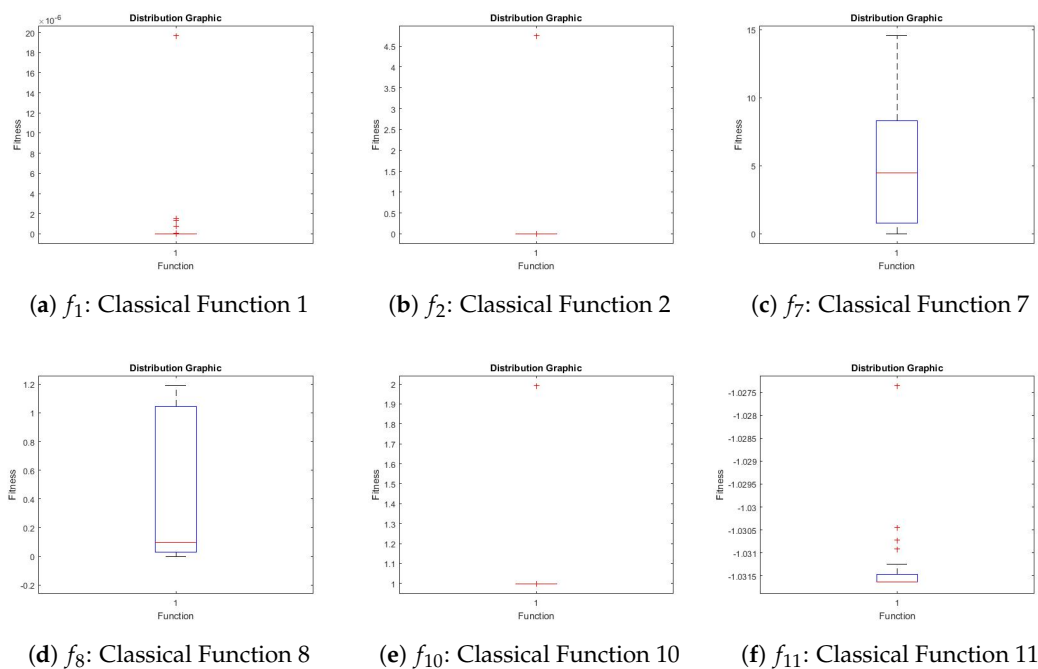 Distribution Graphic
× 10⁻⁶
20
18
16
14
12
10
8
6
4
2
0
Fitness
1
Function
(a) f₁: Classical Function 1
Distribution Graphic
4.5
4
3.5
3
2.5
2
1.5
1
0.5
0
Fitness
1
Function
(b) f₂: Classical Function 2
Distribution Graphic
15
10
5
0
Fitness
1
Function
(c) f₇: Classical Function 7
Distribution Graphic
1.2
1
0.8
0.6
0.4
0.2
0
-0.2
Fitness
1
Function
(d) f₈: Classical Function 8
Distribution Graphic
2
1.9
1.8
1.7
1.6
1.5
1.4
1.3
1.2
1.1
1
Fitness
1
Function
(e) f₁₀: Classical Function 10
Distribution Graphic
-1.0275
-1.028
-1.0285
-1.029
-1.0295
-1.03
-1.0305
-1.031
-1.0315
Fitness
1
Function
(f) f₁₁: Classical Function 11